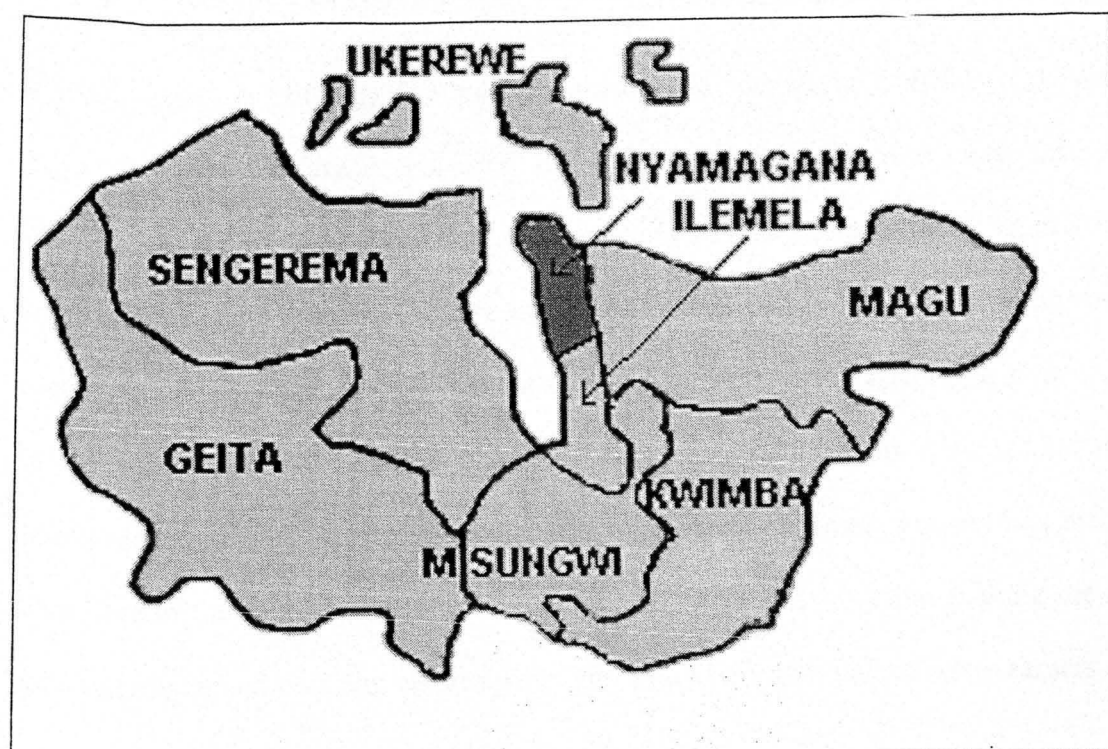 UKEREWE
NYAMAGANA
ILEMELA
SENGEREMA
MAGU
GEITA
KWIMBA
MISUNGWI